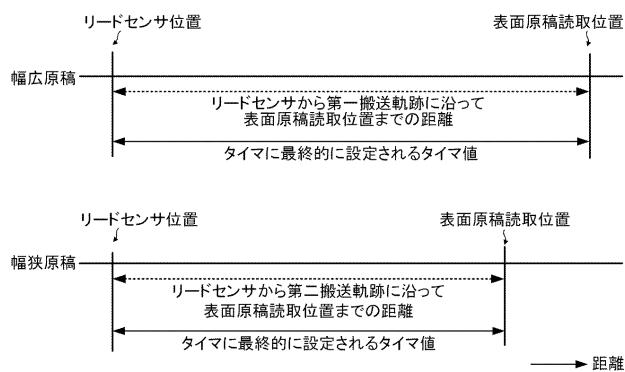 リードセンサ位置
表面原稿読取位置
幅広原稿
リードセンサから第一搬送軌跡に沿って
表面原稿読取位置までの距離
タイマに最終的に設定されるタイマ値
リードセンサ位置
表面原稿読取位置
幅狭原稿
リードセンサから第二搬送軌跡に沿って
表面原稿読取位置までの距離
タイマに最終的に設定されるタイマ値
距離